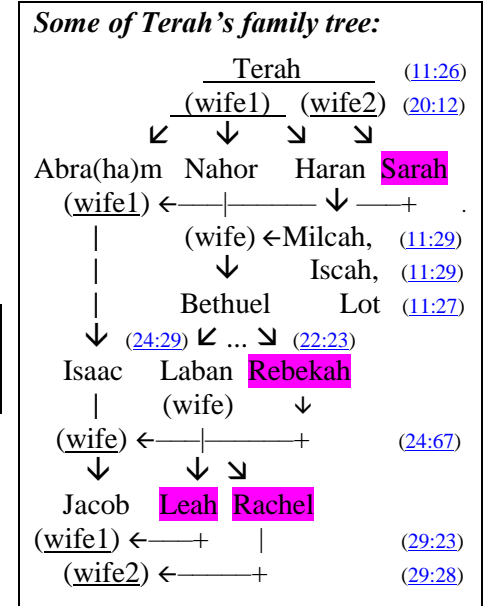 Some of Terah's family tree:
Terah (11:26)
(wife1) (wife2) (20:12)
↙ ↓ ↘ ↘
Abra(ha)m Nahor Haran Sarah
(wife1) ←——|——— ↓ ——+ .
| (wife) ←Milcah, (11:29)
| ↓ Iscah, (11:29)
| Bethuel Lot (11:27)
↓ (24:29) ↙ ... ↘ (22:23)
Isaac Laban Rebekah
| (wife) ↓
(wife) ←—|———+ (24:67)
↓ ↓ ↘
Jacob Leah Rachel
(wife1) ←——+ | (29:23)
(wife2) ←———+ (29:28)